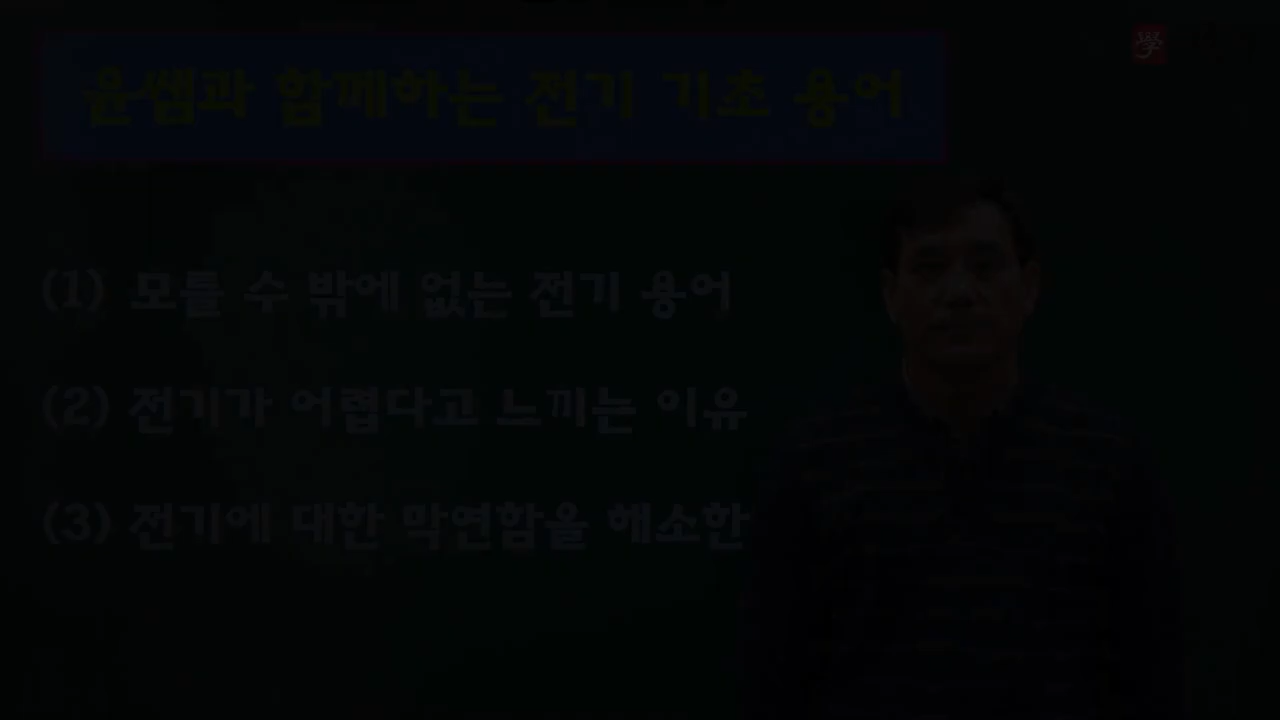 윤쌤과 함께하는 전기 기초 용어
(1) 모를 수 밖에 없는 전기 용어
(2) 전기가 어렵다고 느끼는 이유
(3) 전기에 대한 막연함을 해소한